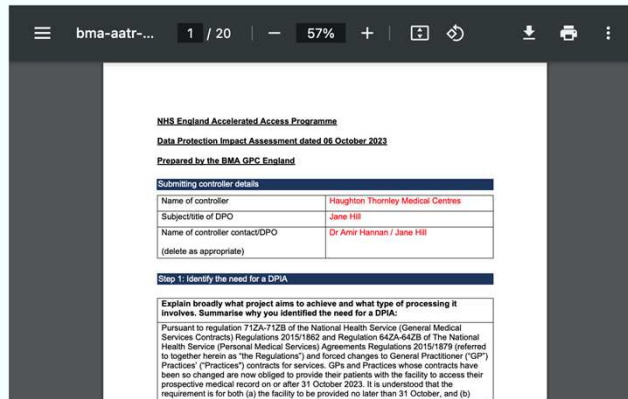 bma-aatr-... 1 / 20 57%
NHS England Accelerated Access Programme
Data Protection Impact Assessment dated 06 October 2023
Prepared by the BMA GPC England
Submitting controller details
Name of controller Haughton Thornley Medical Centres
Subject/title of DPO Jane Hill
Name of controller contact/DPO Dr Amir Hannan / Jane Hill
(delete as appropriate)
Step 1: Identify the need for a DPIA
Explain broadly what project aims to achieve and what type of processing it
involves. Summarise why you identified the need for a DPIA:
Pursuant to regulation 71ZA-71ZB of the National Health Service (General Medical
Services Contracts) Regulations 2015/1862 and Regulation 64ZA-64ZB of The National
Health Service (Personal Medical Services) Agreements Regulations 2015/1879 (referred
to together herein as "the Regulations") and forced changes to General Practitioner ("GP")
Practices' ("Practices") contracts for services. GPs and Practices whose contracts have
been so changed are now obliged to provide their patients with the facility to access their
prospective medical record on or after 31 October 2023. It is understood that the
requirement is for both (a) the facility to be provided no later than 31 October, and (b)